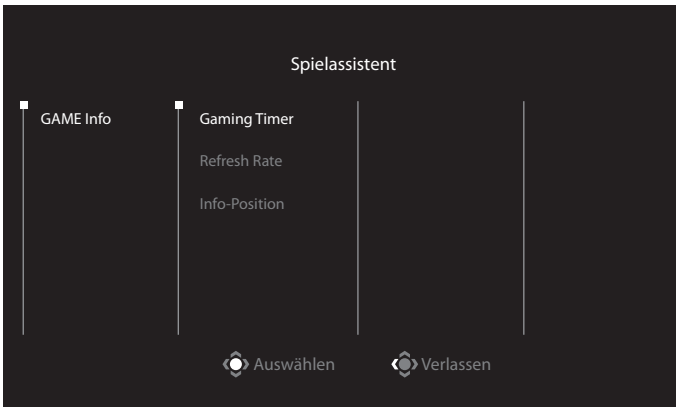 Spielassistent
GAME Info
Gaming Timer
Refresh Rate
Info-Position
Auswählen
Verlassen